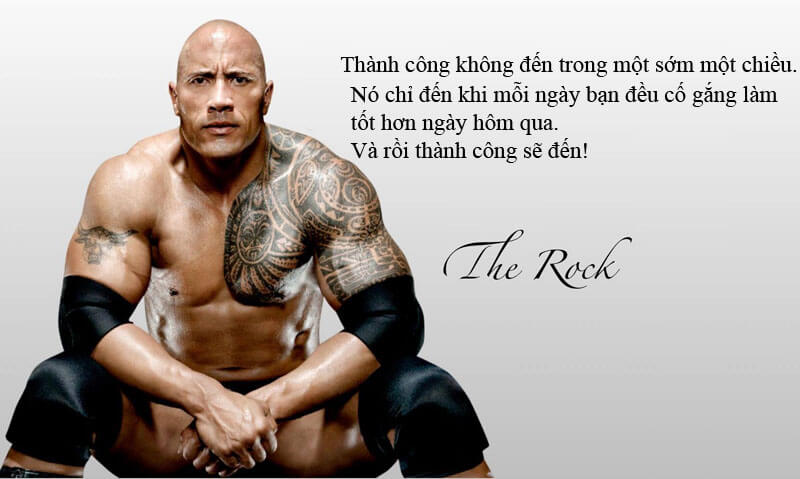 Thành công không đến trong một sớm một chiều.
Nó chỉ đến khi mỗi ngày bạn đều cố gắng làm
tốt hơn ngày hôm qua.
Và rồi thành công sẽ đến!
The Rock